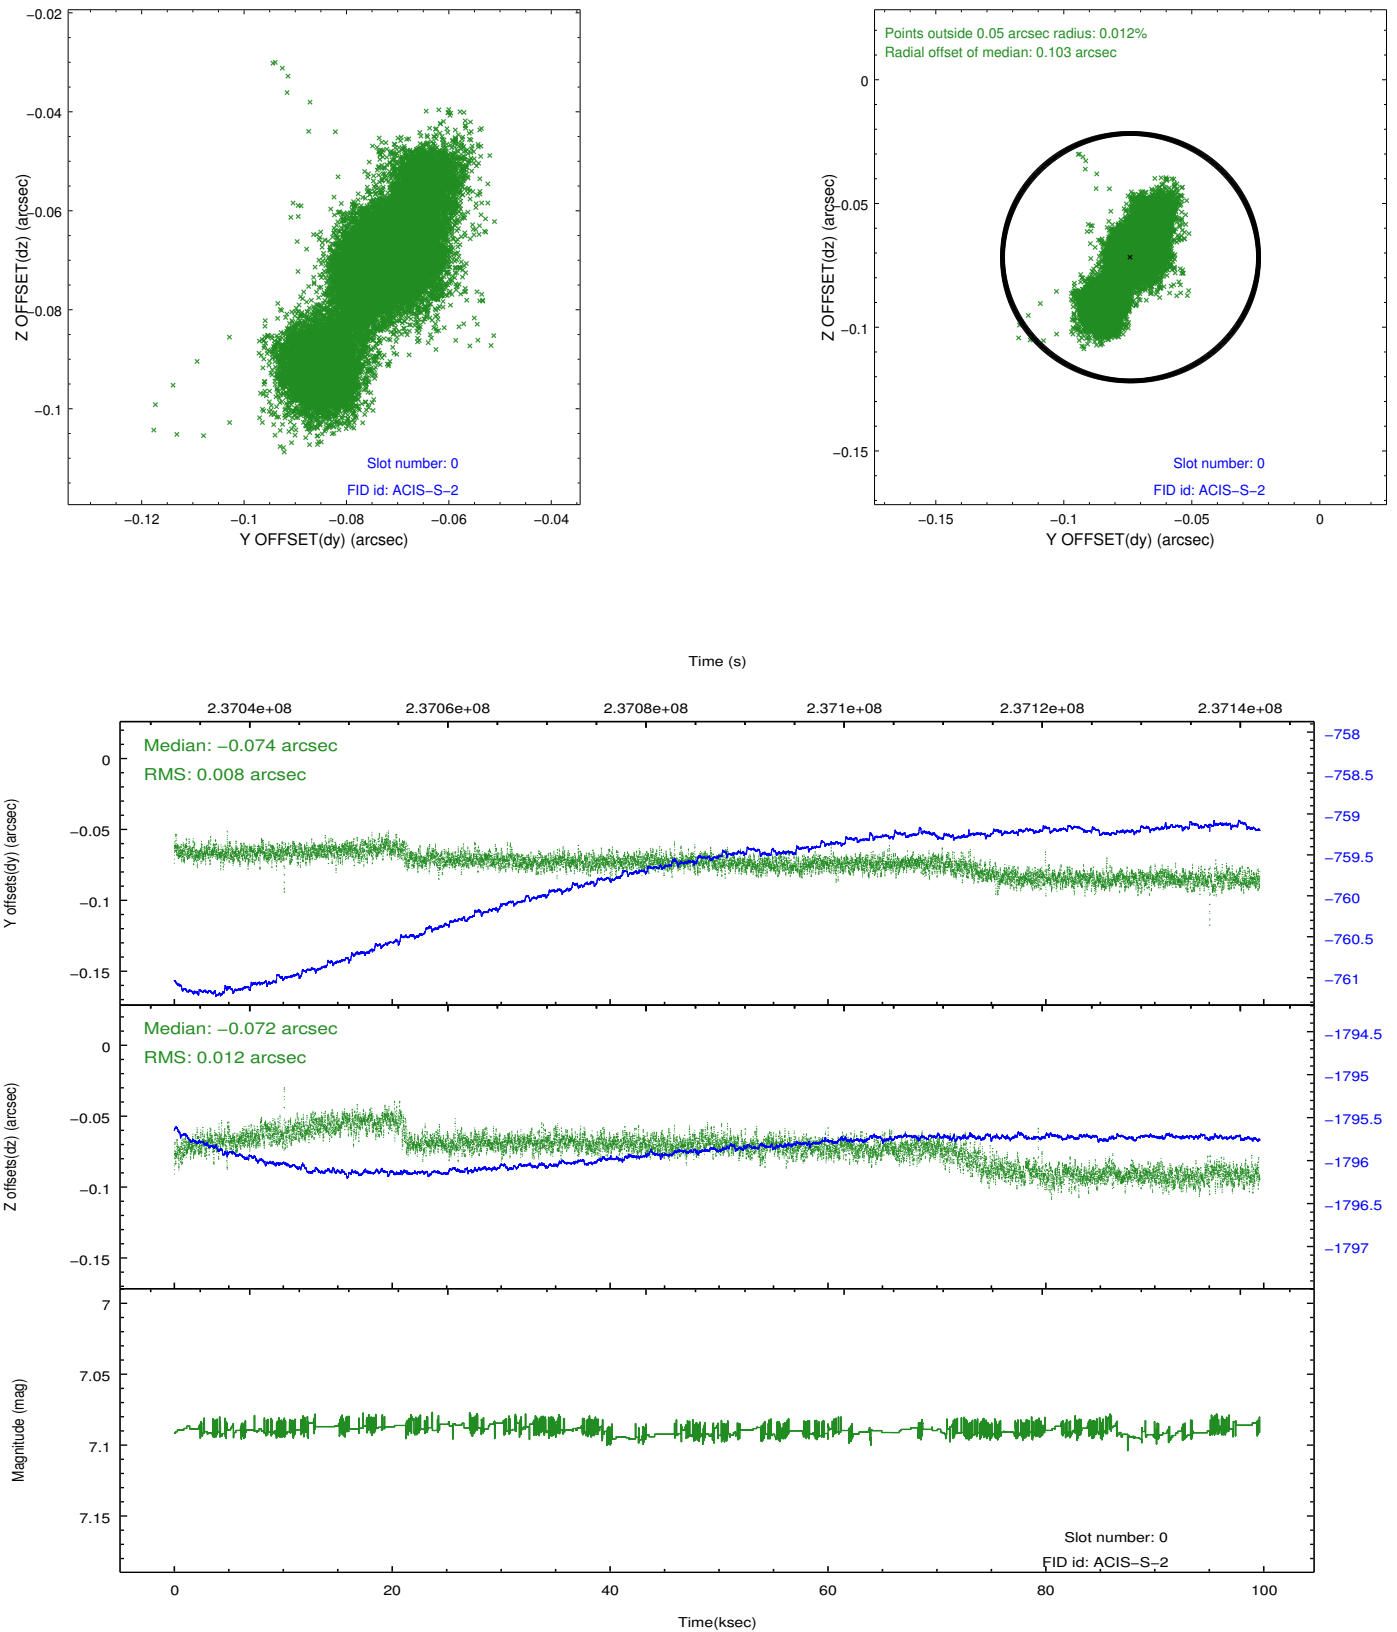 −0.02
−0.04
−0.06
−0.08
−0.1
Z OFFSET(dz) (arcsec)
Slot number: 0
FID id: ACIS−S−2
−0.12 −0.1 −0.08 −0.06 −0.04
Y OFFSET(dy) (arcsec)
Points outside 0.05 arcsec radius: 0.012%
Radial offset of median: 0.103 arcsec
0
−0.05
−0.1
−0.15
Z OFFSET(dz) (arcsec)
Slot number: 0
FID id: ACIS−S−2
−0.15 −0.1 −0.05 0
Y OFFSET(dy) (arcsec)
Time (s)
2.3704e+08 2.3706e+08 2.3708e+08 2.371e+08 2.3712e+08 2.3714e+08
Median: −0.074 arcsec
RMS: 0.008 arcsec
0
−0.05
−0.1
−0.15
Y offsets(dy) (arcsec)
−758
−758.5
−759
−759.5
−760
−760.5
−761
Median: −0.072 arcsec
RMS: 0.012 arcsec
0
−0.05
−0.1
−0.15
Z offsets(dz) (arcsec)
−1794.5
−1795
−1795.5
−1796
−1796.5
−1797
7
7.05
7.1
7.15
Magnitude (mag)
Slot number: 0
FID id: ACIS−S−2
0 20 40 60 80 100
Time(ksec)